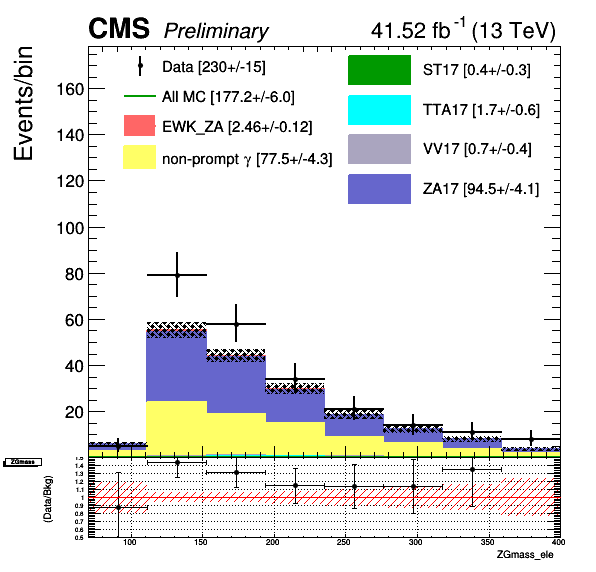 CMS Preliminary 41.52 fb⁻¹ (13 TeV)
Events/bin
Data [230+/-15]
All MC [177.2+/-6.0]
EWK_ZA [2.46+/-0.12]
non-prompt γ [77.5+/-4.3]
ST17 [0.4+/-0.3]
TTA17 [1.7+/-0.6]
VV17 [0.7+/-0.4]
ZA17 [94.5+/-4.1]
160
140
120
100
80
60
40
20
ZGmass
(Data/Bkg)
1.5
1.4
1.3
1.2
1.1
1
0.9
0.8
0.7
0.6
0.5
100 150 200 250 300 350 400
ZGmass_ele